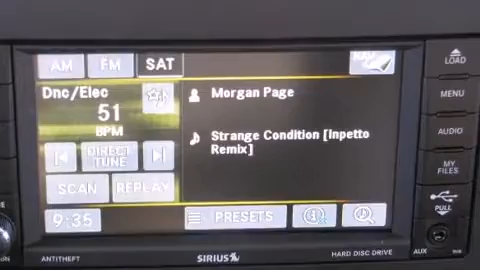 AM FM SAT NAV
LOAD
Dnc/Elec
51
BPM
Morgan Page
MENU
Strange Condition [Inpetto
Remix]
AUDIO
DIRECT
TUNE
MY
FILES
SCAN REPLAY
PULL
9:35 PRESETS
ANTITHEFT SIRIUS HARD DISC DRIVE AUX